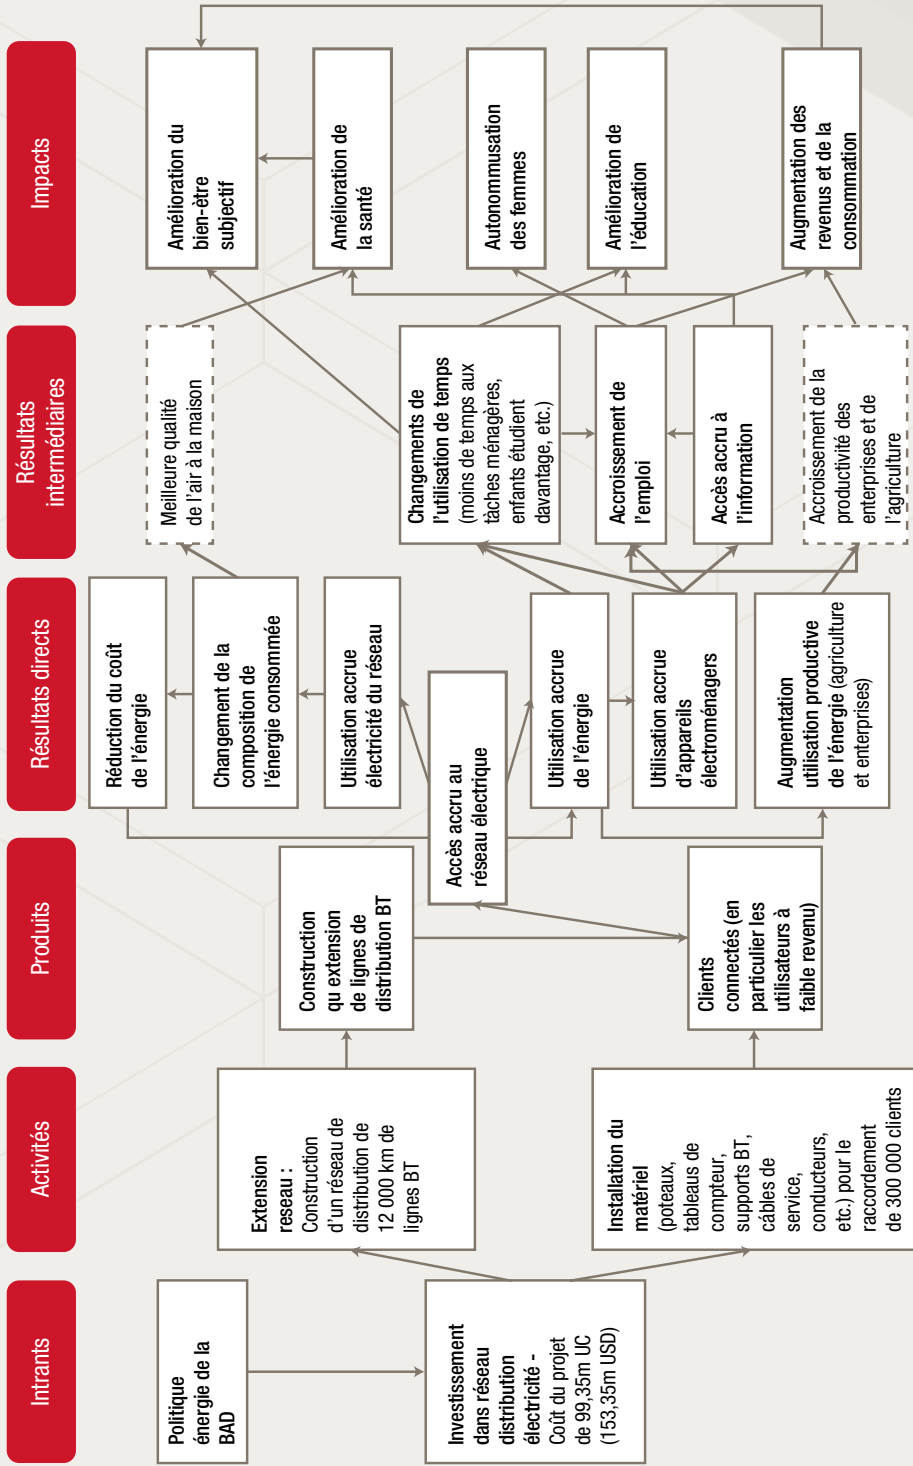 Intrants
Politique
énergie de la
BAD
Investissement
dans réseau
distribution
électricité -
Coût du projet
de 99,35m UC
(153,35m USD)
Activités
Extension
reseau :
Construction
d'un réseau de
distribution de
12 000 km de
lignes BT
Installation du
matériel
(poteaux,
tableaus de
compteur,
supports BT,
câbles de
service,
conducteurs,
etc.) pour le
raccordement
de 300 000 clients
Produits
Construction
qu extension
de lignes de
distribution BT
Clients
connectés (en
particulier les
utilisateurs à
faible revenu)
Accès accru au
réseau électrique
Résultats directs
Réduction du coût
de l'énergie
Changement de la
composition de
l'énergie consommée
Utilisation accrue
électricité du réseau
Utilisation accrue
de l'énergie
Utilisation accrue
d'appareils
électroménagers
Augmentation
utilisation productive
de l'énergie (agriculture
et enterprises)
Résultats
intermédiaires
Meilleure qualité
de l'air à la maison
Changements de
l'utilisation de temps
(moins de temps aux
tâches ménagères,
enfants étudient
davantage, etc.)
Accroissement de
l'emploi
Accès accru à
l'information
Accroissement de la
productivité des
enterprises et de
l'agriculture
Impacts
Amélioration du
bien-ètre
subjectif
Amélioration de
la santé
Autonommusation
des femmes
Amélioration de
l'éducation
Augmentation des
revenus et de la
consommation